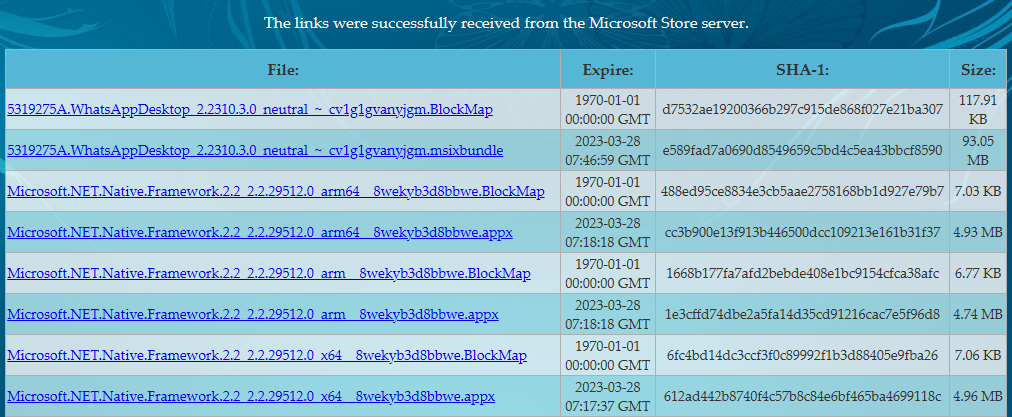 The links were successfully received from the Microsoft Store server.
File: Expire: SHA-1: Size:
5319275A.WhatsAppDesktop_2.2310.3.0_neutral_~_cv1g1gvanyjgm.BlockMap 1970-01-01 00:00:00 GMT d7532ae19200366b297c915de868f027e21ba307 117.91 KB
5319275A.WhatsAppDesktop_2.2310.3.0_neutral_~_cv1g1gvanyjgm.msixbundle 2023-03-28 07:46:59 GMT e589fad7a0690d8549659c5bd4c5ea43bbcf8590 93.05 MB
Microsoft.NET.Native.Framework.2.2_2.2.29512.0_arm64__8wekyb3d8bbwe.BlockMap 1970-01-01 00:00:00 GMT 488ed95ce8834e3cb5aae2758168bb1d927e79b7 7.03 KB
Microsoft.NET.Native.Framework.2.2_2.2.29512.0_arm64__8wekyb3d8bbwe.appx 2023-03-28 07:18:18 GMT cc3b900e13f913b446500dcc109213e161b31f37 4.93 MB
Microsoft.NET.Native.Framework.2.2_2.2.29512.0_arm__8wekyb3d8bbwe.BlockMap 1970-01-01 00:00:00 GMT 1668b177fa7afd2bebde408e1bc9154cfca38afc 6.77 KB
Microsoft.NET.Native.Framework.2.2_2.2.29512.0_arm__8wekyb3d8bbwe.appx 2023-03-28 07:18:18 GMT 1e3cffd74dbe2a5fa14d35cd91216cac7e5f96d8 4.74 MB
Microsoft.NET.Native.Framework.2.2_2.2.29512.0_x64__8wekyb3d8bbwe.BlockMap 1970-01-01 00:00:00 GMT 6fc4bd14dc3ccf3f0c89992f1b3d88405e9fba26 7.06 KB
Microsoft.NET.Native.Framework.2.2_2.2.29512.0_x64__8wekyb3d8bbwe.appx 2023-03-28 07:17:37 GMT 612ad442b8740f4c57b8c84e6bf465ba4699118c 4.96 MB